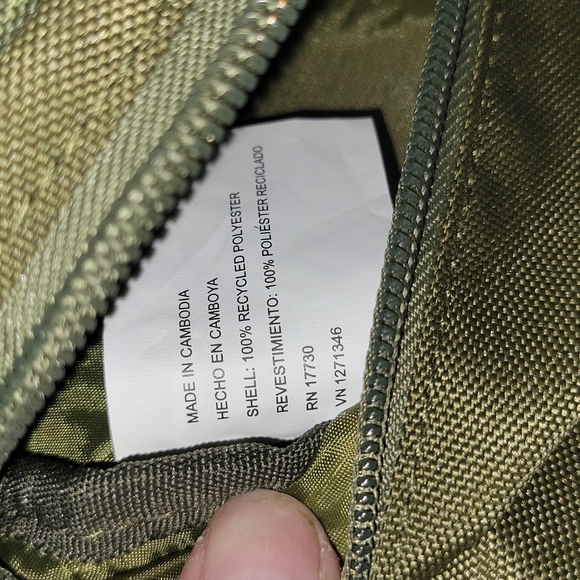 MADE IN CAMBODIA
HECHO EN CAMBOYA
SHELL: 100% RECYCLED POLYESTER
REVESTIMIENTO: 100% POLIÉSTER RECICLADO
RN 17730
VN 1271346